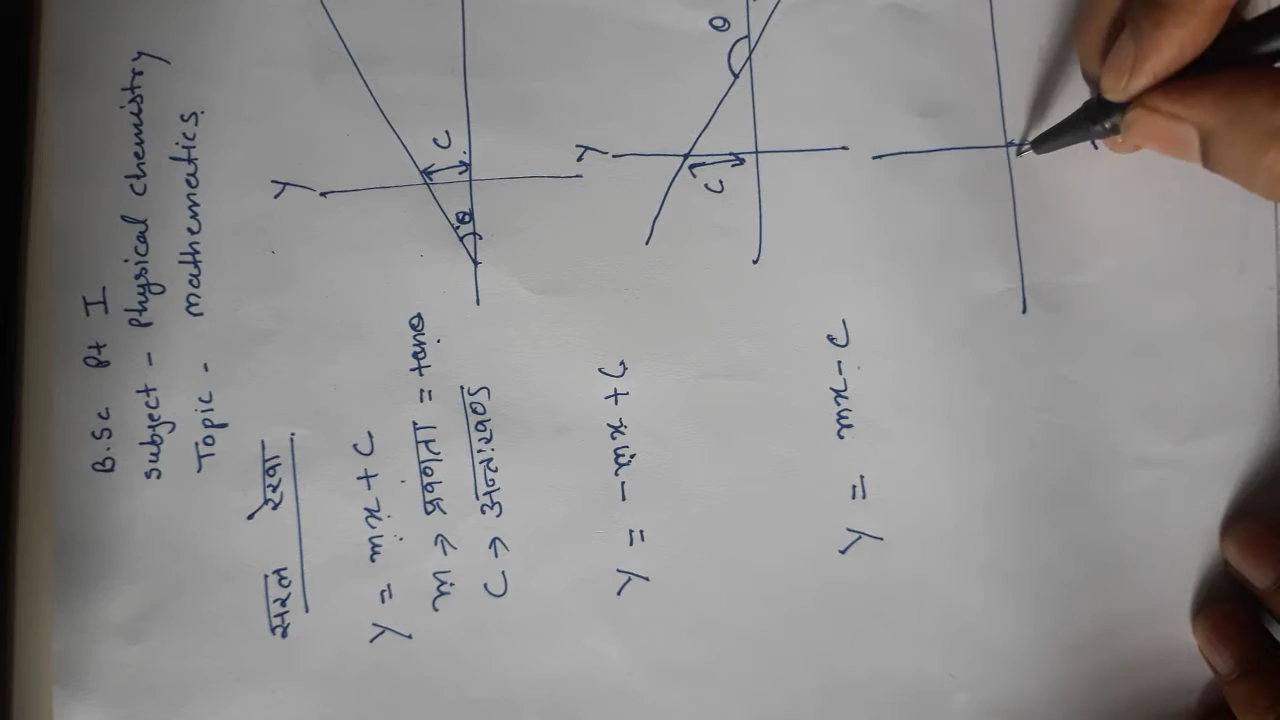 B.Sc Pt I
Subject - Physical chemistry
Topic - mathematics.
सरल रेखा
Y = mx + C
m → प्रवणता = tanθ
C → अन्तःखण्ड
Y
C
θ
Y = - mx + C
Y
C
θ
Y = mx - C